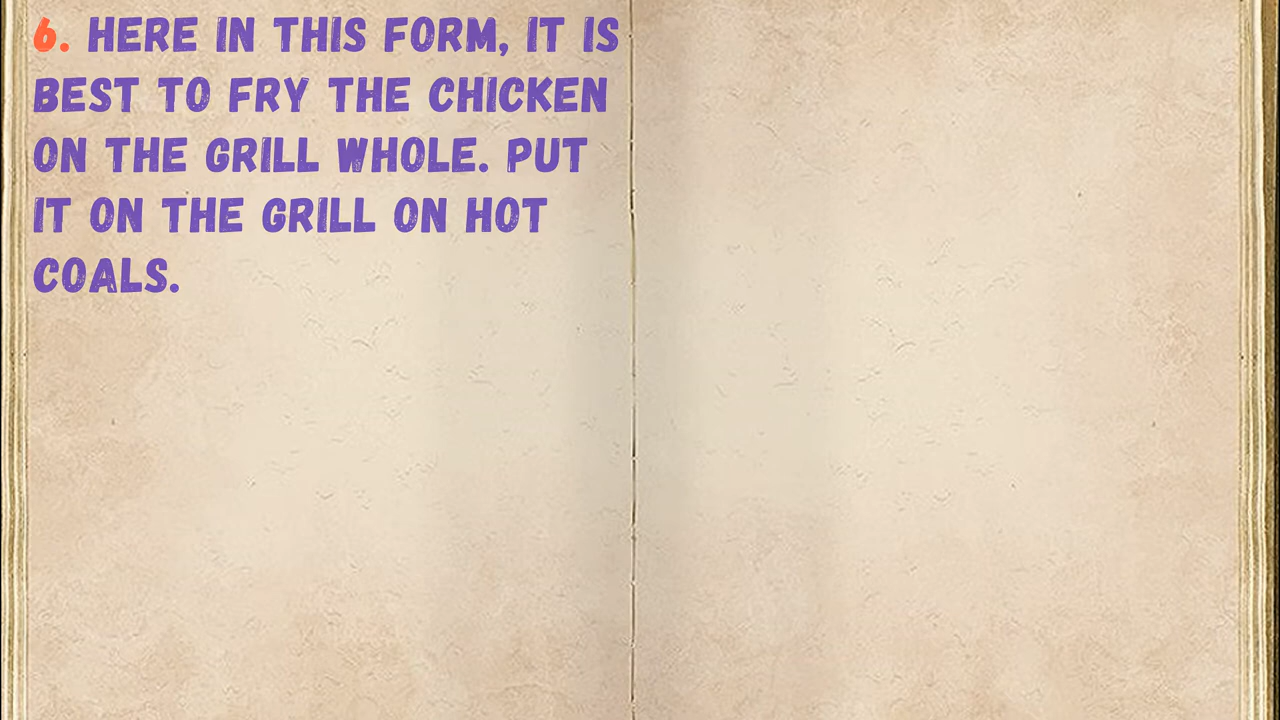 6. HERE IN THIS FORM, IT IS
BEST TO FRY THE CHICKEN
ON THE GRILL WHOLE. PUT
IT ON THE GRILL ON HOT
COALS.